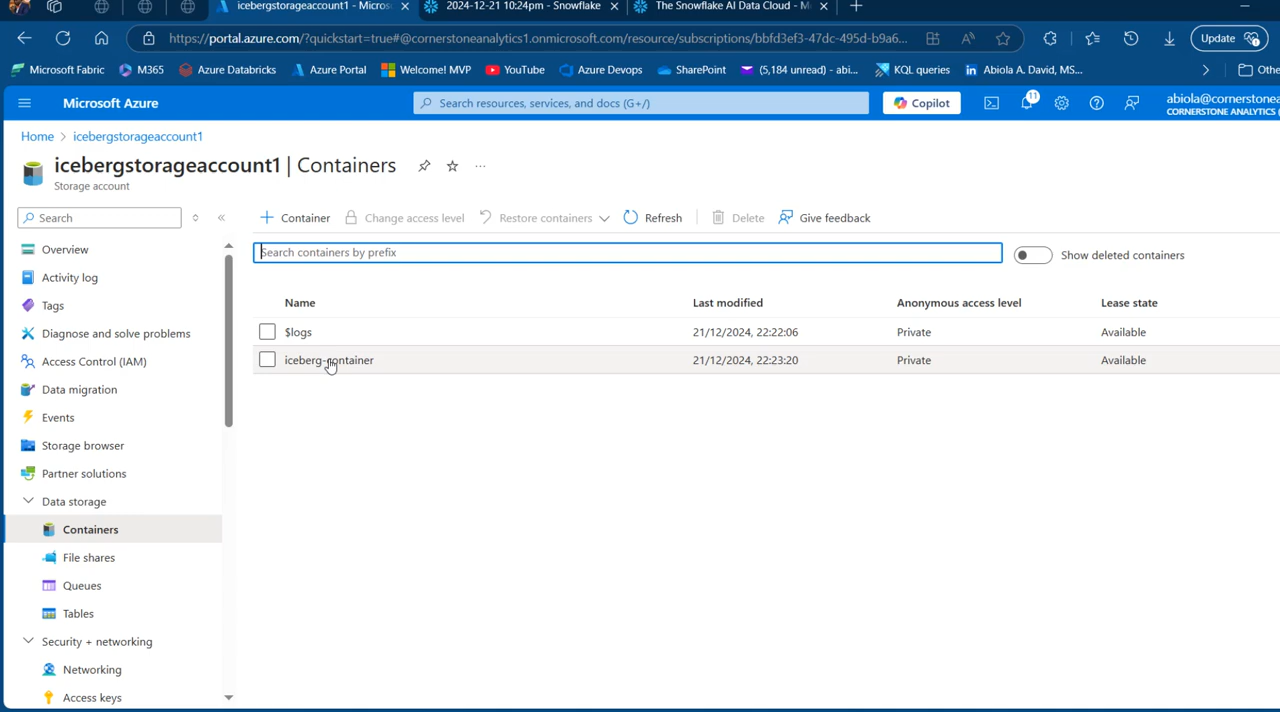 icebergstorageaccount1 - Micros
2024-12-21 10:24pm - Snowflake
The Snowflake AI Data Cloud - M
https://portal.azure.com/?quickstart=true#@cornerstoneanalytics1.onmicrosoft.com/resource/subscriptions/bbfd3ef3-47dc-495d-b9a6...
Update
Microsoft Fabric
M365
Azure Databricks
Azure Portal
Welcome! MVP
YouTube
Azure Devops
SharePoint
(5,184 unread) - abi...
KQL queries
Abiola A. David, MS...
Othe
Microsoft Azure
Search resources, services, and docs (G+/)
Copilot
11
abiola@cornerstonea
CORNERSTONE ANALYTICS
Home > icebergstorageaccount1
icebergstorageaccount1 | Containers
Storage account
Search
Container
Change access level
Restore containers
Refresh
Delete
Give feedback
Search containers by prefix
Show deleted containers
Overview
Activity log
Tags
Diagnose and solve problems
Access Control (IAM)
Data migration
Events
Storage browser
Partner solutions
Data storage
Containers
File shares
Queues
Tables
Security + networking
Networking
Access keys
Name Last modified Anonymous access level Lease state
$logs 21/12/2024, 22:22:06 Private Available
iceberg-container 21/12/2024, 22:23:20 Private Available